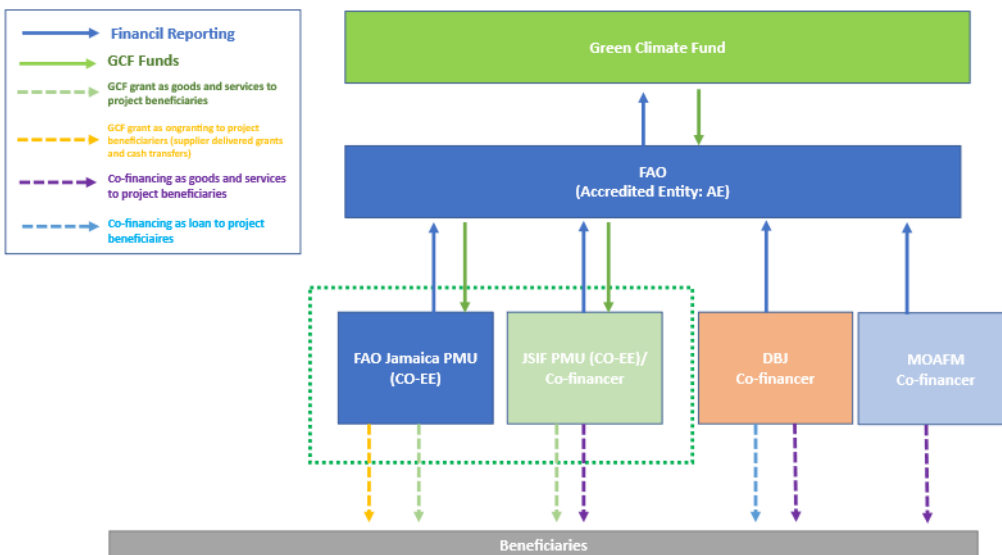 Financil Reporting
GCF Funds
GCF grant as goods and services to
project beneficiaries
GCF grant as ongranting to project
beneficiariers (supplier delivered grants
and cash transfers)
Co-financing as goods and services
to project beneficiaries
Co-financing as loan to project
beneficiaires
Green Climate Fund
FAO
(Accredited Entity: AE)
FAO Jamaica PMU
(CO-EE)
JSIF PMU (CO-EE)/
Co-financer
DBJ
Co-financer
MOAFM
Co-financer
Beneficiaries